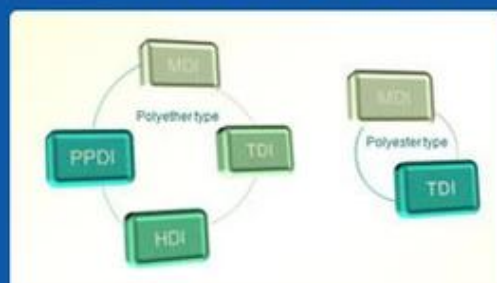 MDI
Polyether type
PPDI
TDI
HDI
MDI
Polyester type
TDI